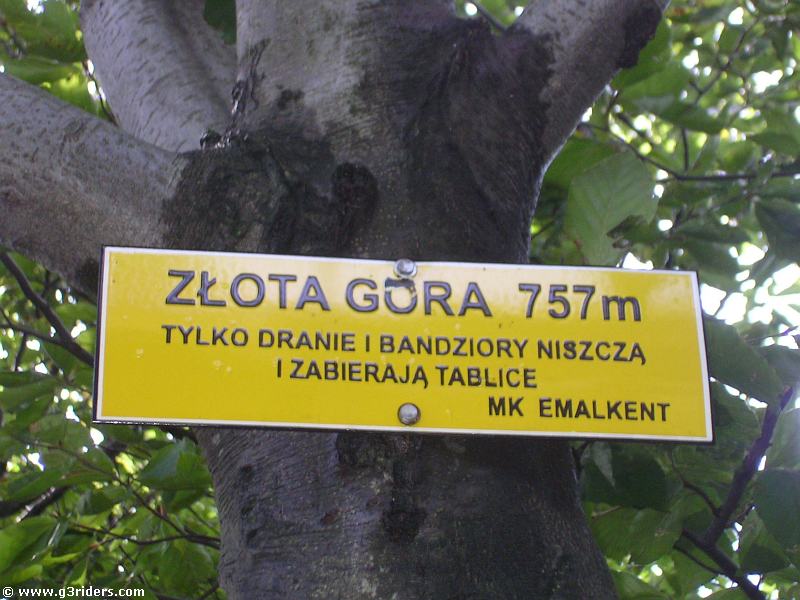 ZŁOTA GÓRA 757m
TYLKO DRANIE I BANDZIORY NISZCZĄ
I ZABIERAJĄ TABLICE
MK EMALKENT
© www.g3riders.com